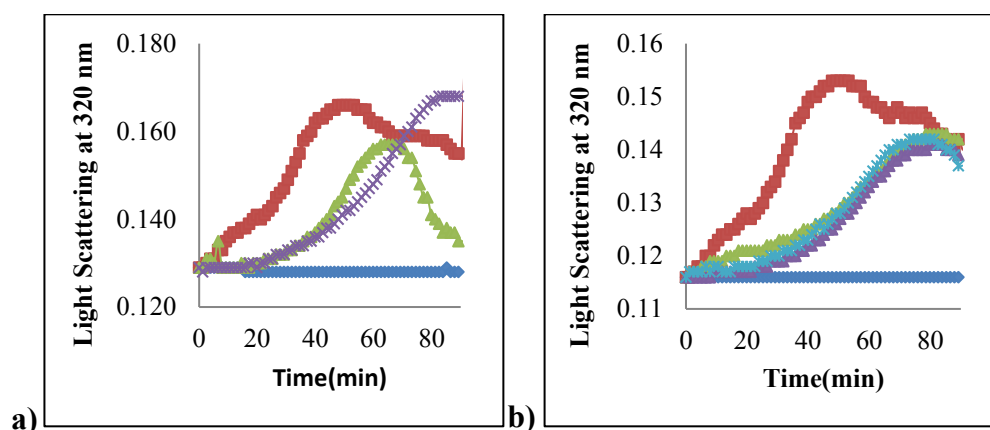 Light Scattering at 320 nm
0.180
0.160
0.140
0.120
0 20 40 60 80
Time(min)
a)
Light Scattering at 320 nm
0.16
0.15
0.14
0.13
0.12
0.11
0 20 40 60 80
Time(min)
b)